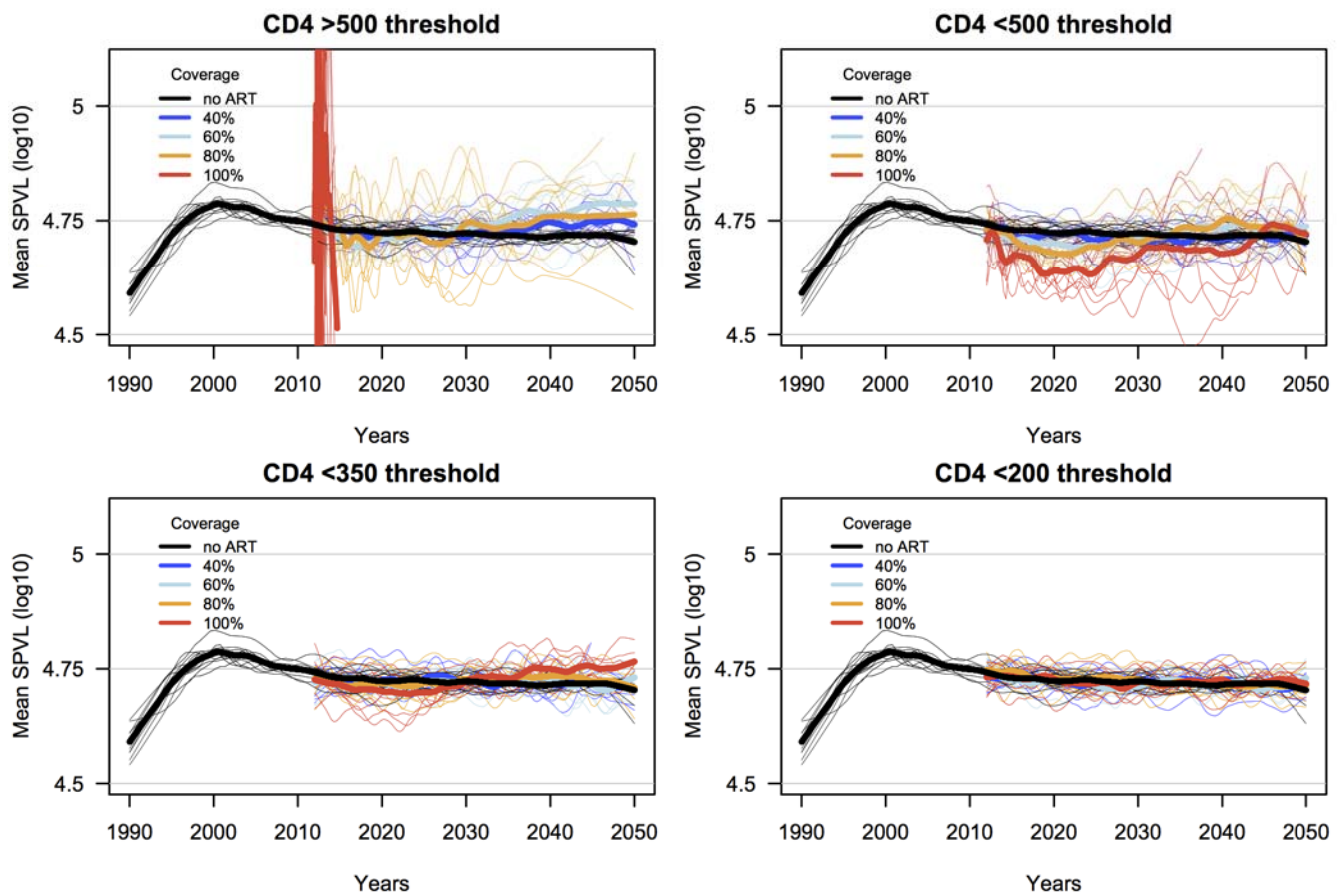 CD4 >500 threshold
Mean SPVL (log10)
5
4.75
4.5
Coverage
no ART
40%
60%
80%
100%
1990 2000 2010 2020 2030 2040 2050
Years
CD4 <500 threshold
Mean SPVL (log10)
5
4.75
4.5
Coverage
no ART
40%
60%
80%
100%
1990 2000 2010 2020 2030 2040 2050
Years
CD4 <350 threshold
Mean SPVL (log10)
5
4.75
4.5
Coverage
no ART
40%
60%
80%
100%
1990 2000 2010 2020 2030 2040 2050
Years
CD4 <200 threshold
Mean SPVL (log10)
5
4.75
4.5
Coverage
no ART
40%
60%
80%
100%
1990 2000 2010 2020 2030 2040 2050
Years